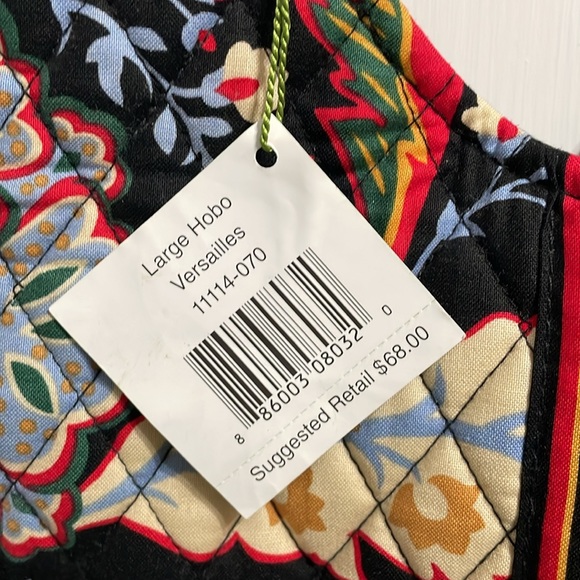 Large Hobo
Versailles
11114-070
8 86003 08032 0
Suggested Retail $68.00